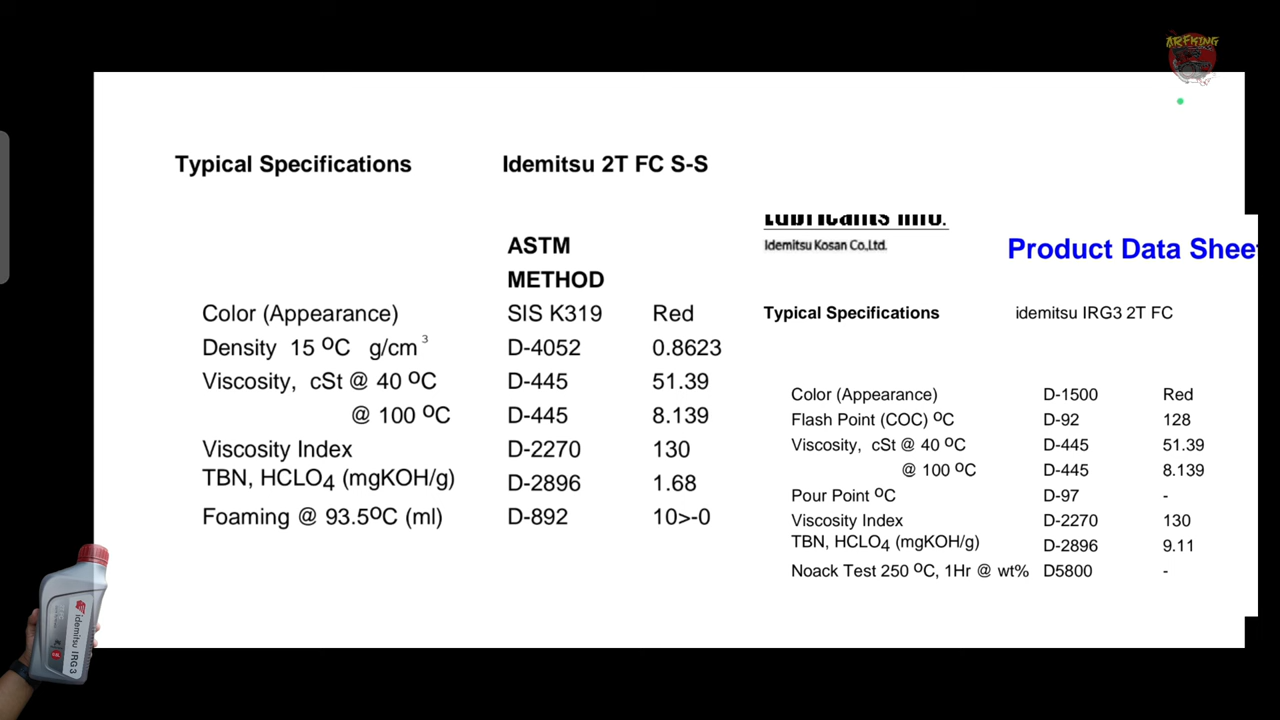 ARFKING
Typical Specifications Idemitsu 2T FC S-S
ASTM
METHOD
Color (Appearance) SIS K319 Red
Density 15 ºC g/cm³ D-4052 0.8623
Viscosity, cSt @ 40 ºC D-445 51.39
@ 100 ºC D-445 8.139
Viscosity Index D-2270 130
TBN, HCLO4 (mgKOH/g) D-2896 1.68
Foaming @ 93.5ºC (ml) D-892 10>-0
Lubricants Info.
Idemitsu Kosan Co.,Ltd.
Product Data Shee
Typical Specifications idemitsu IRG3 2T FC
Color (Appearance) D-1500 Red
Flash Point (COC) ºC D-92 128
Viscosity, cSt @ 40 ºC D-445 51.39
@ 100 ºC D-445 8.139
Pour Point ºC D-97 -
Viscosity Index D-2270 130
TBN, HCLO4 (mgKOH/g) D-2896 9.11
Noack Test 250 ºC, 1Hr @ wt% D5800 -
idemitsu IRG3